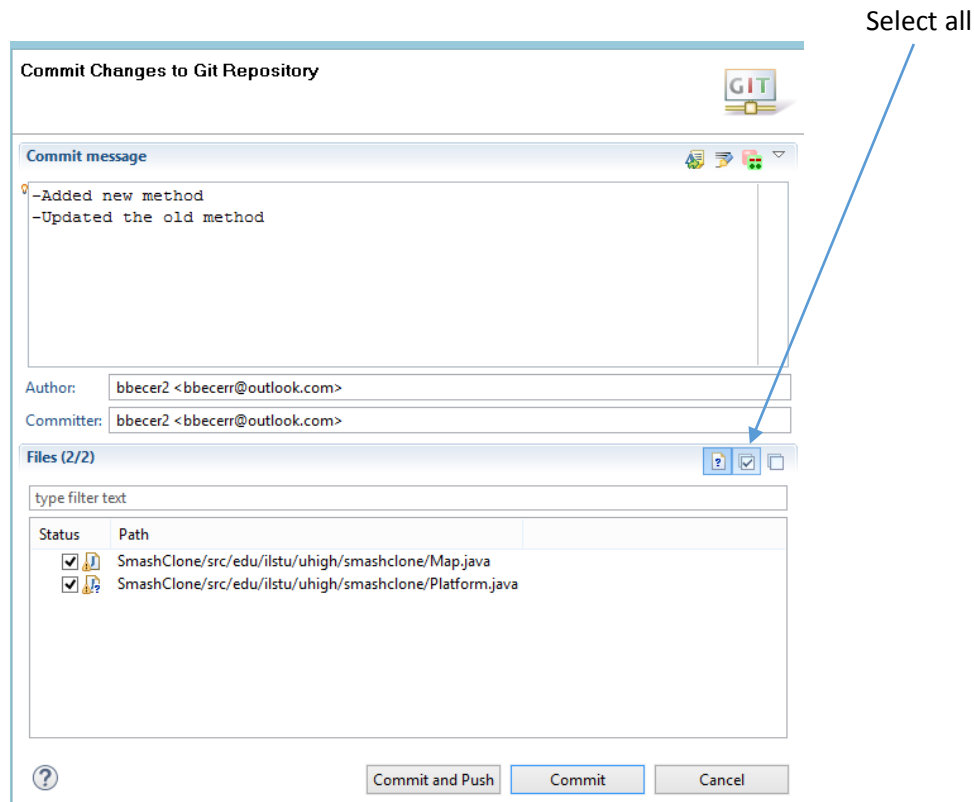 Select all
Commit Changes to Git Repository
GIT
Commit message
-Added new method
-Updated the old method
Author: bbecer2 <bbecerr@outlook.com>
Committer: bbecer2 <bbecerr@outlook.com>
Files (2/2)
type filter text
Status Path
SmashClone/src/edu/ilstu/uhigh/smashclone/Map.java
SmashClone/src/edu/ilstu/uhigh/smashclone/Platform.java
Commit and Push Commit Cancel